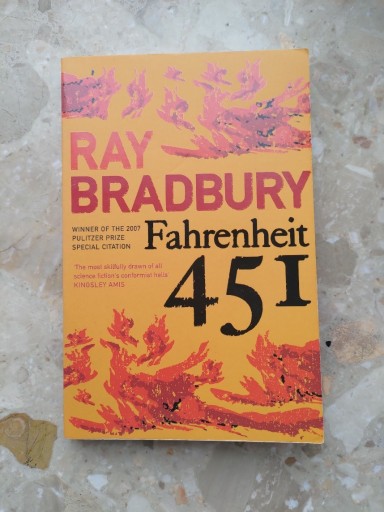 RAY
BRADBURY
WINNER OF THE 2007
PULITZER PRIZE
SPECIAL CITATION
Fahrenheit
451
'The most skilfully drawn of all
science fiction's conformist hells'
KINGSLEY AMIS